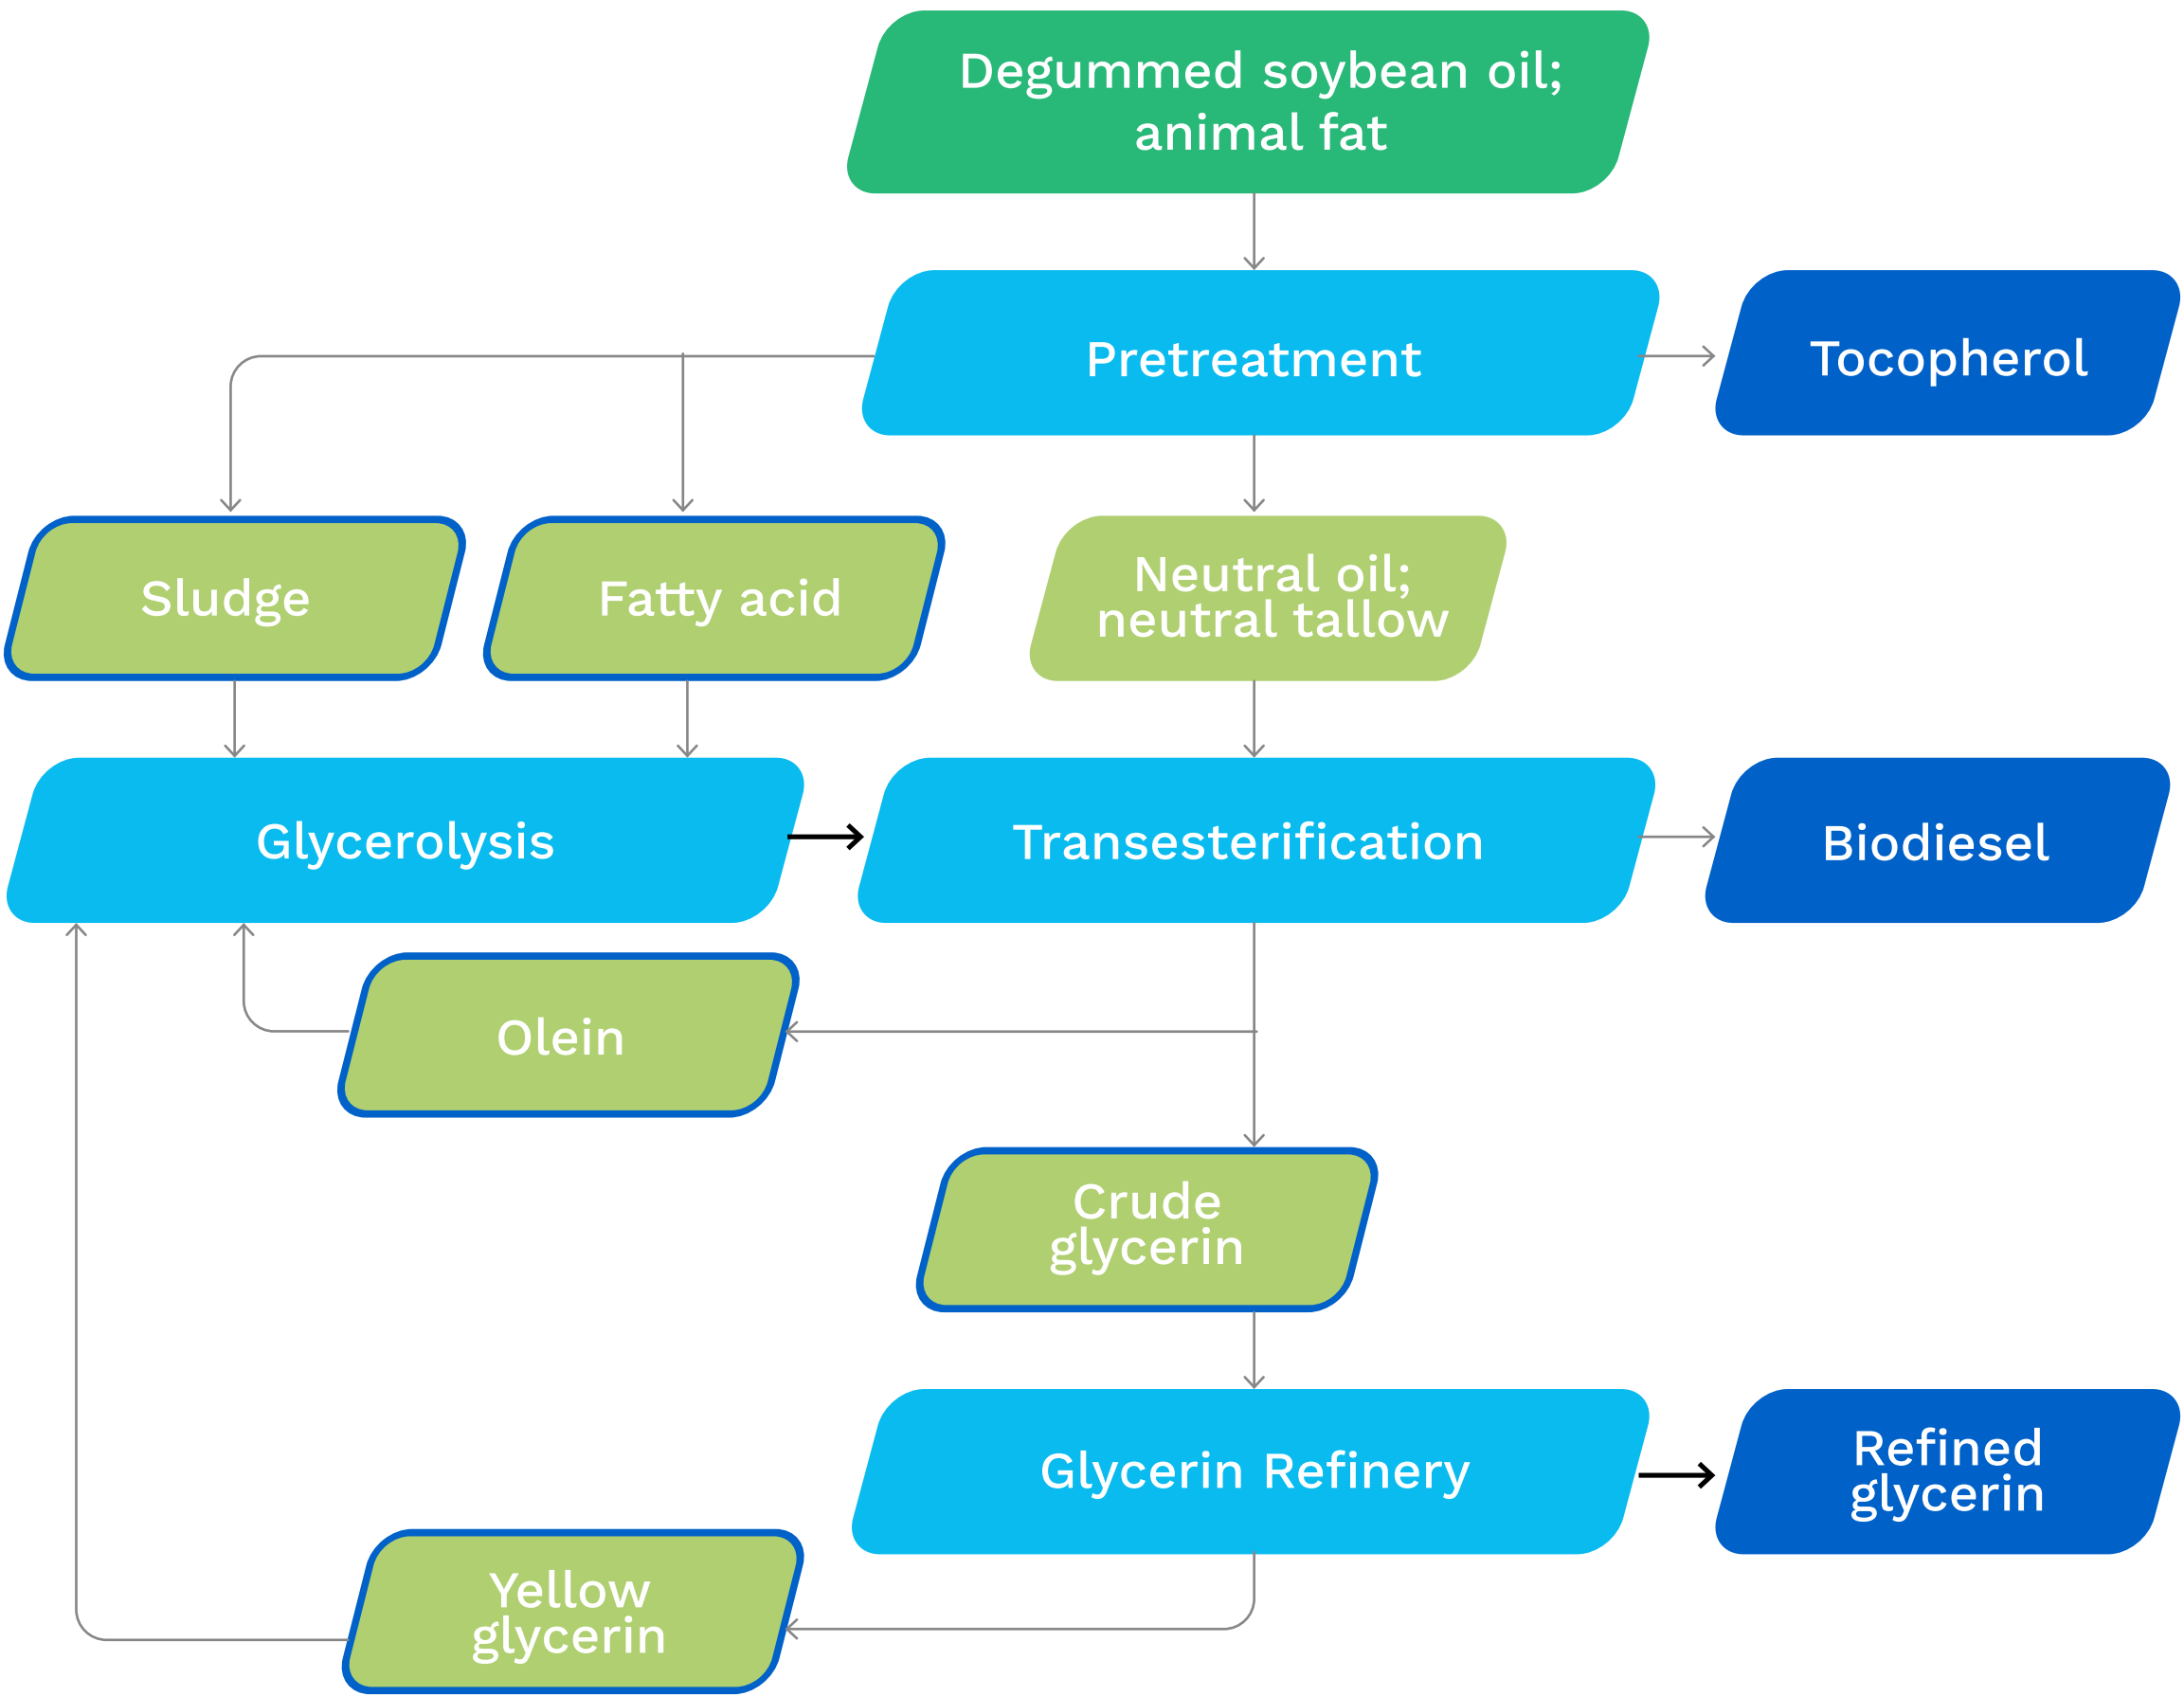 Degummed soybean oil;
animal fat
Pretreatment
Tocopherol
Sludge
Fatty acid
Neutral oil;
neutral tallow
Glycerolysis
Transesterification
Biodiesel
Olein
Crude
glycerin
Glycerin Refinery
Refined
glycerin
Yellow
glycerin